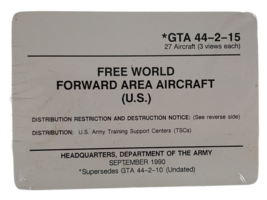 *GTA 44–2–15
27 Aircraft (3 views each)
FREE WORLD
FORWARD AREA AIRCRAFT
(U.S.)
DISTRIBUTION RESTRICTION AND DESTRUCTION NOTICE: (See reverse side)
DISTRIBUTION: U.S. Army Training Support Centers (TSCs)
HEADQUARTERS, DEPARTMENT OF THE ARMY
SEPTEMBER 1990
*Supersedes GTA 44–2–10 (Undated)